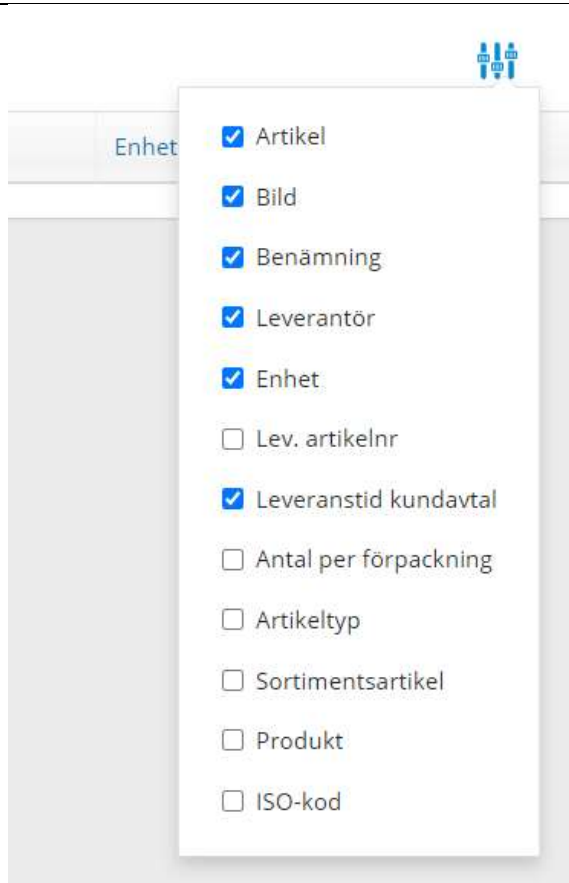 Enhet
Artikel
Bild
Benämning
Leverantör
Enhet
Lev. artikelnr
Leveranstid kundavtal
Antal per förpackning
Artikeltyp
Sortimentsartikel
Produkt
ISO-kod